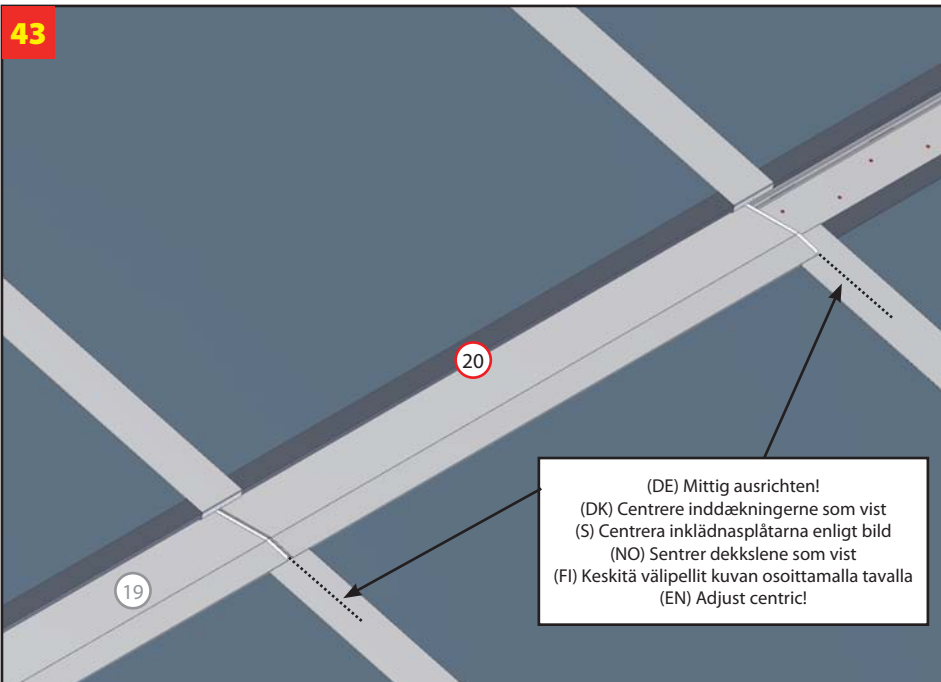 43
20
19
(DE) Mittig ausrichten!
(DK) Centrere inddækningerne som vist
(S) Centrera inklädnasplåtarna enligt bild
(NO) Sentrer dekkslene som vist
(FI) Keskitä välipellit kuvan osoittamalla tavalla
(EN) Adjust centric!